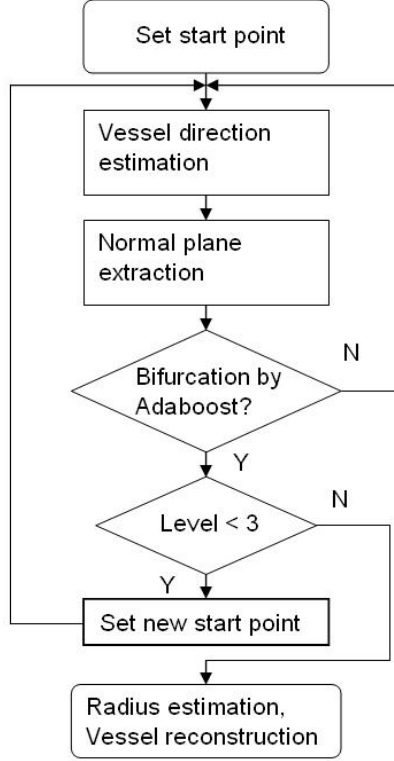 Set start point
Vessel direction
estimation
Normal plane
extraction
N
Bifurcation by
Adaboost?
Y
N
Level < 3
Y
Set new start point
Radius estimation,
Vessel reconstruction